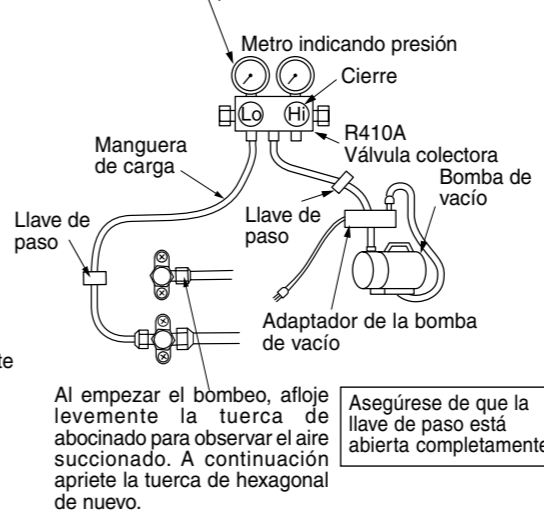 Metro indicando presión
Cierre
Lo
Hi
R410A
Válvula colectora
Manguera
de carga
Bomba de
vacío
Llave de
paso
Llave de
paso
Adaptador de la bomba
de vacío
te
Al empezar el bombeo, afloje
levemente la tuerca de
abocinado para observar el aire
succionado. A continuación
apriete la tuerca de hexagonal
de nuevo.
Asegúrese de que la
llave de paso está
abierta completamente